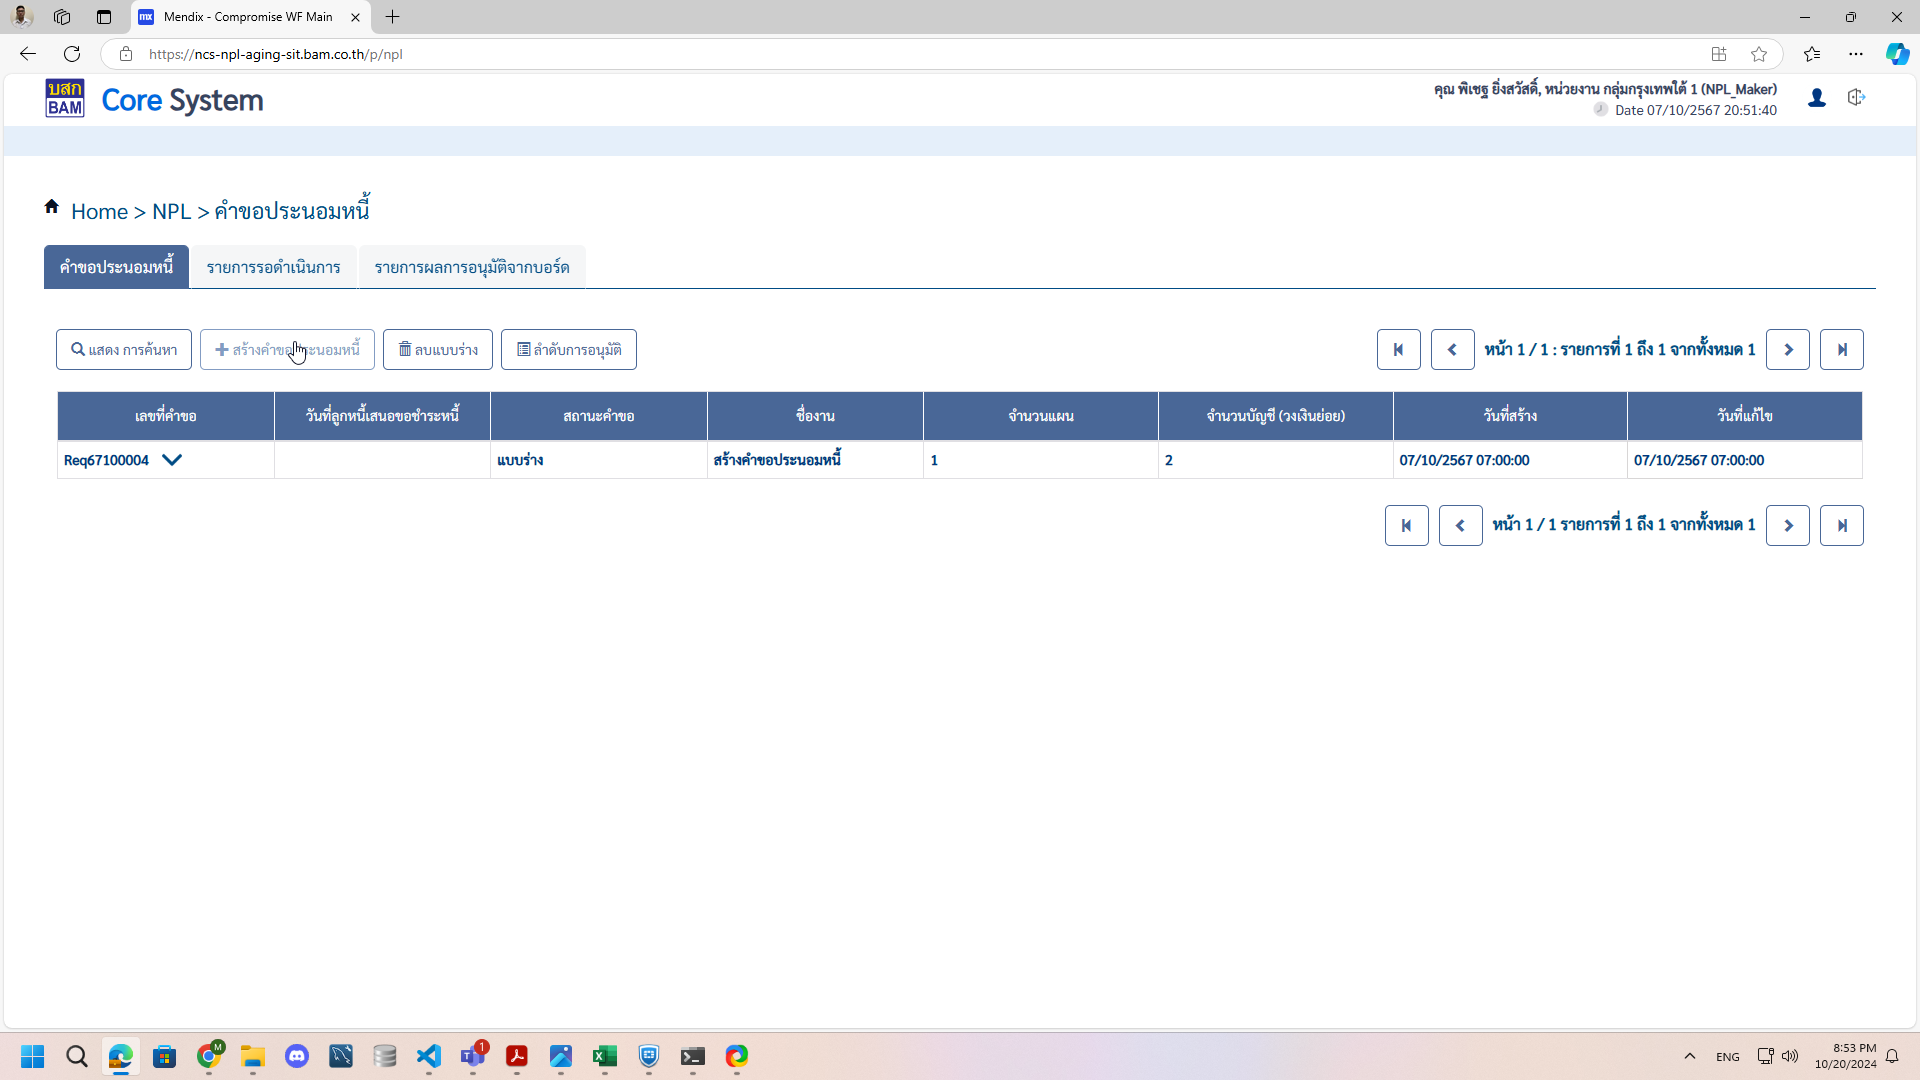 Mendix - Compromise WF Main
https://ncs-npl-aging-sit.bam.co.th/p/npl
บสก
BAM
Core System
คุณ พิเชฐ ยิ่งสวัสดิ์, หน่วยงาน กลุ่มกรุงเทพใต้ 1 (NPL_Maker)
Date 07/10/2567 20:51:40
Home > NPL > คำขอประนอมหนี้
คำขอประนอมหนี้ รายการรอดำเนินการ รายการผลการอนุมัติจากบอร์ด
แสดง การค้นหา สร้างคำขอประนอมหนี้ ลบแบบร่าง ลำดับการอนุมัติ หน้า 1 / 1 : รายการที่ 1 ถึง 1 จากทั้งหมด 1
เลขที่คำขอ วันที่ลูกหนี้เสนอขอชำระหนี้ สถานะคำขอ ชื่องาน จำนวนแผน จำนวนบัญชี (วงเงินย่อย) วันที่สร้าง วันที่แก้ไข
Req67100004 แบบร่าง สร้างคำขอประนอมหนี้ 1 2 07/10/2567 07:00:00 07/10/2567 07:00:00
หน้า 1 / 1 รายการที่ 1 ถึง 1 จากทั้งหมด 1
M
1
ENG
8:53 PM
10/20/2024